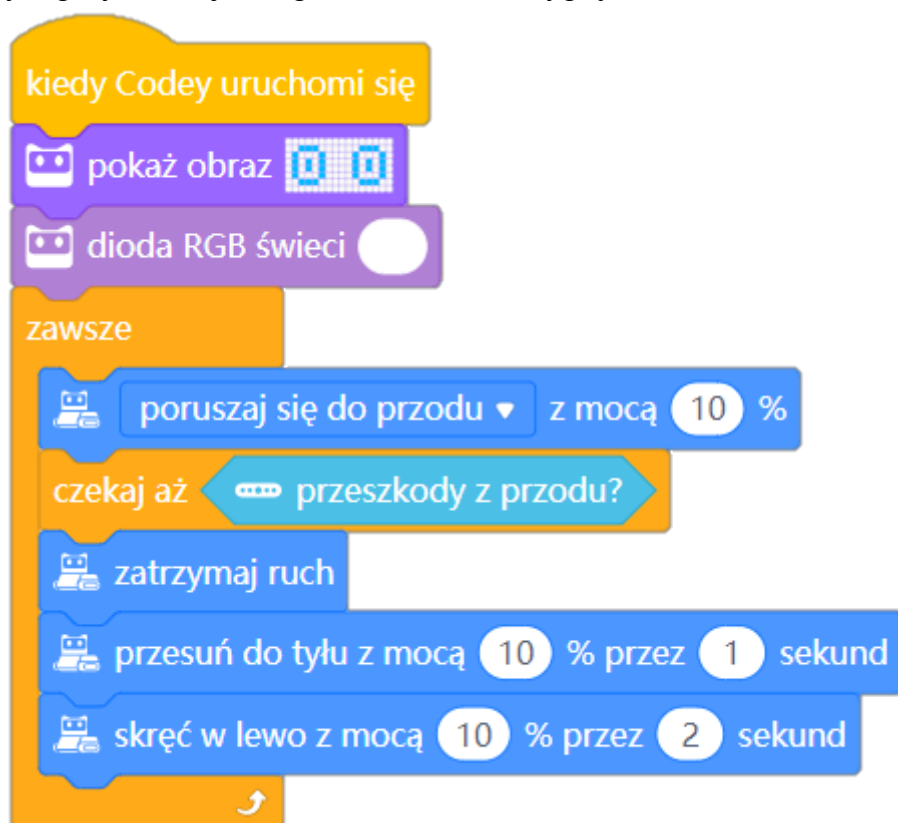 kiedy Codey uruchomi się
pokaż obraz
dioda RGB świeci
zawsze
poruszaj się do przodu z mocą 10 %
czekaj aż przeszkody z przodu?
zatrzymaj ruch
przesuń do tyłu z mocą 10 % przez 1 sekund
skręć w lewo z mocą 10 % przez 2 sekund